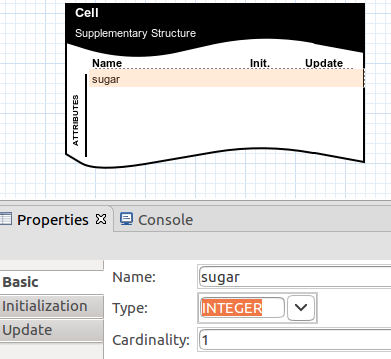 Cell
Supplementary Structure
Name Init. Update
sugar
ATTRIBUTES
Properties Console
Basic
Initialization
Update
Name: sugar
Type: INTEGER
Cardinality: 1